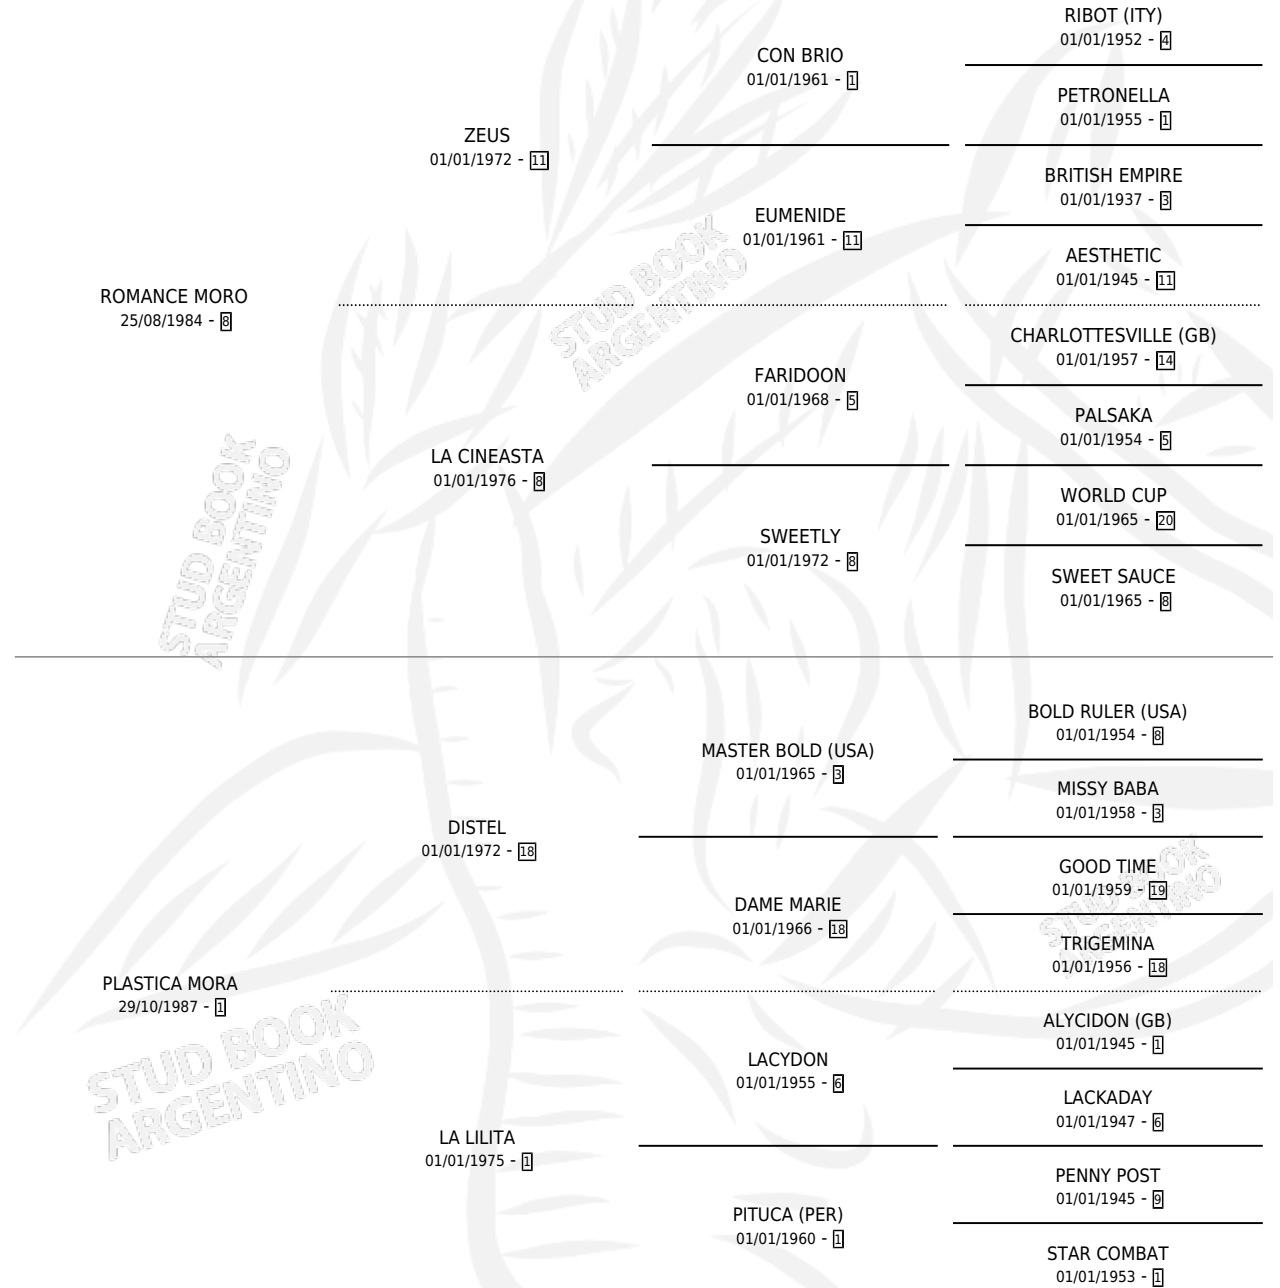 RIBOT (ITY)
01/01/1952 - 4
CON BRIO
01/01/1961 - 1
PETRONELLA
01/01/1955 - 1
ZEUS
01/01/1972 - 11
BRITISH EMPIRE
01/01/1937 - 3
EUMENIDE
01/01/1961 - 11
AESTHETIC
01/01/1945 - 11
ROMANCE MORO
25/08/1984 - 8
STUD BOOK
ARGENTINO
CHARLOTTESVILLE (GB)
01/01/1957 - 14
FARIDOON
01/01/1968 - 5
PALSAKA
01/01/1954 - 5
LA CINEASTA
01/01/1976 - 8
WORLD CUP
01/01/1965 - 20
SWEETLY
01/01/1972 - 8
SWEET SAUCE
01/01/1965 - 8
STUD BOOK
ARGENTINO
BOLD RULER (USA)
01/01/1954 - 8
MASTER BOLD (USA)
01/01/1965 - 3
MISSY BABA
01/01/1958 - 3
DISTEL
01/01/1972 - 18
GOOD TIME
01/01/1959 - 19
DAME MARIE
01/01/1966 - 18
TRIGEMINA
01/01/1956 - 18
STUD BOOK
ARGENTINO
PLASTICA MORA
29/10/1987 - 1
STUD BOOK
ARGENTINO
ALYCIDON (GB)
01/01/1945 - 1
LACYDON
01/01/1955 - 6
LACKADAY
01/01/1947 - 6
LA LILITA
01/01/1975 - 1
PENNY POST
01/01/1945 - 9
PITUCA (PER)
01/01/1960 - 1
STAR COMBAT
01/01/1953 - 1